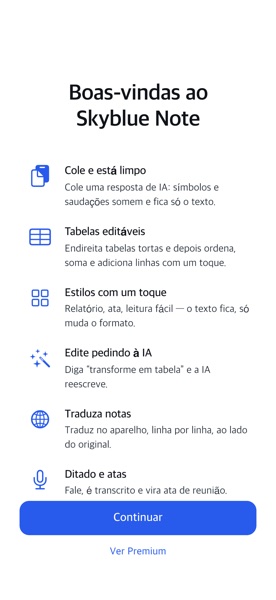 Boas-vindas ao
Skyblue Note
Cole e está limpo
Cole uma resposta de IA: símbolos e
saudações somem e fica só o texto.
Tabelas editáveis
Endireita tabelas tortas e depois ordena,
soma e adiciona linhas com um toque.
Estilos com um toque
Relatório, ata, leitura fácil — o texto fica, só
muda o formato.
Edite pedindo à IA
Diga "transforme em tabela" e a IA
reescreve.
Traduza notas
Traduz no aparelho, linha por linha, ao lado
do original.
Ditado e atas
Fale, é transcrito e vira ata de reunião.
Continuar
Ver Premium